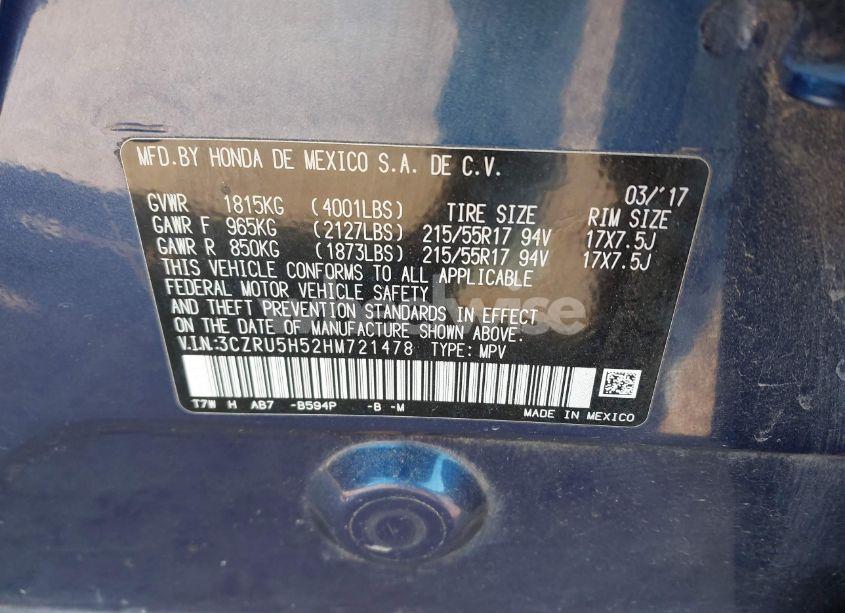 MFD.BY HONDA DE MEXICO S.A. DE C.V.
03/'17
GVWR 1815KG (4001LBS) TIRE SIZE RIM SIZE
GAWR F 965KG (2127LBS) 215/55R17 94V 17X7.5J
GAWR R 850KG (1873LBS) 215/55R17 94V 17X7.5J
THIS VEHICLE CONFORMS TO ALL APPLICABLE
FEDERAL MOTOR VEHICLE SAFETY
AND THEFT PREVENTION STANDARDS IN EFFECT
ON THE DATE OF MANUFACTURE SHOWN ABOVE.
V.I.N:3CZRU5H52HM721478 TYPE: MPV
T7W H AB7 -B594P -B -M
MADE IN MEXICO